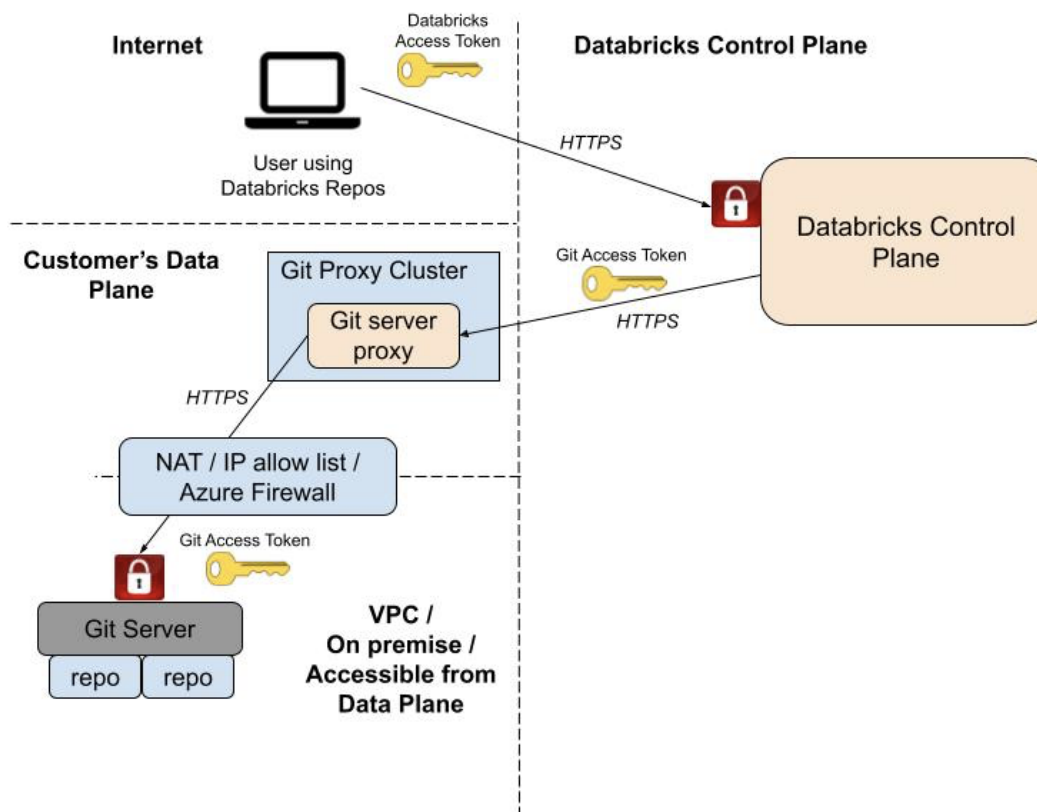 Internet
Databricks
Access Token
Databricks Control Plane
HTTPS
User using
Databricks Repos
Databricks Control
Plane
Customer’s Data
Plane
Git Proxy Cluster
Git server
proxy
Git Access Token
HTTPS
HTTPS
NAT / IP allow list /
Azure Firewall
Git Access Token
Git Server
repo
repo
VPC /
On premise /
Accessible from
Data Plane